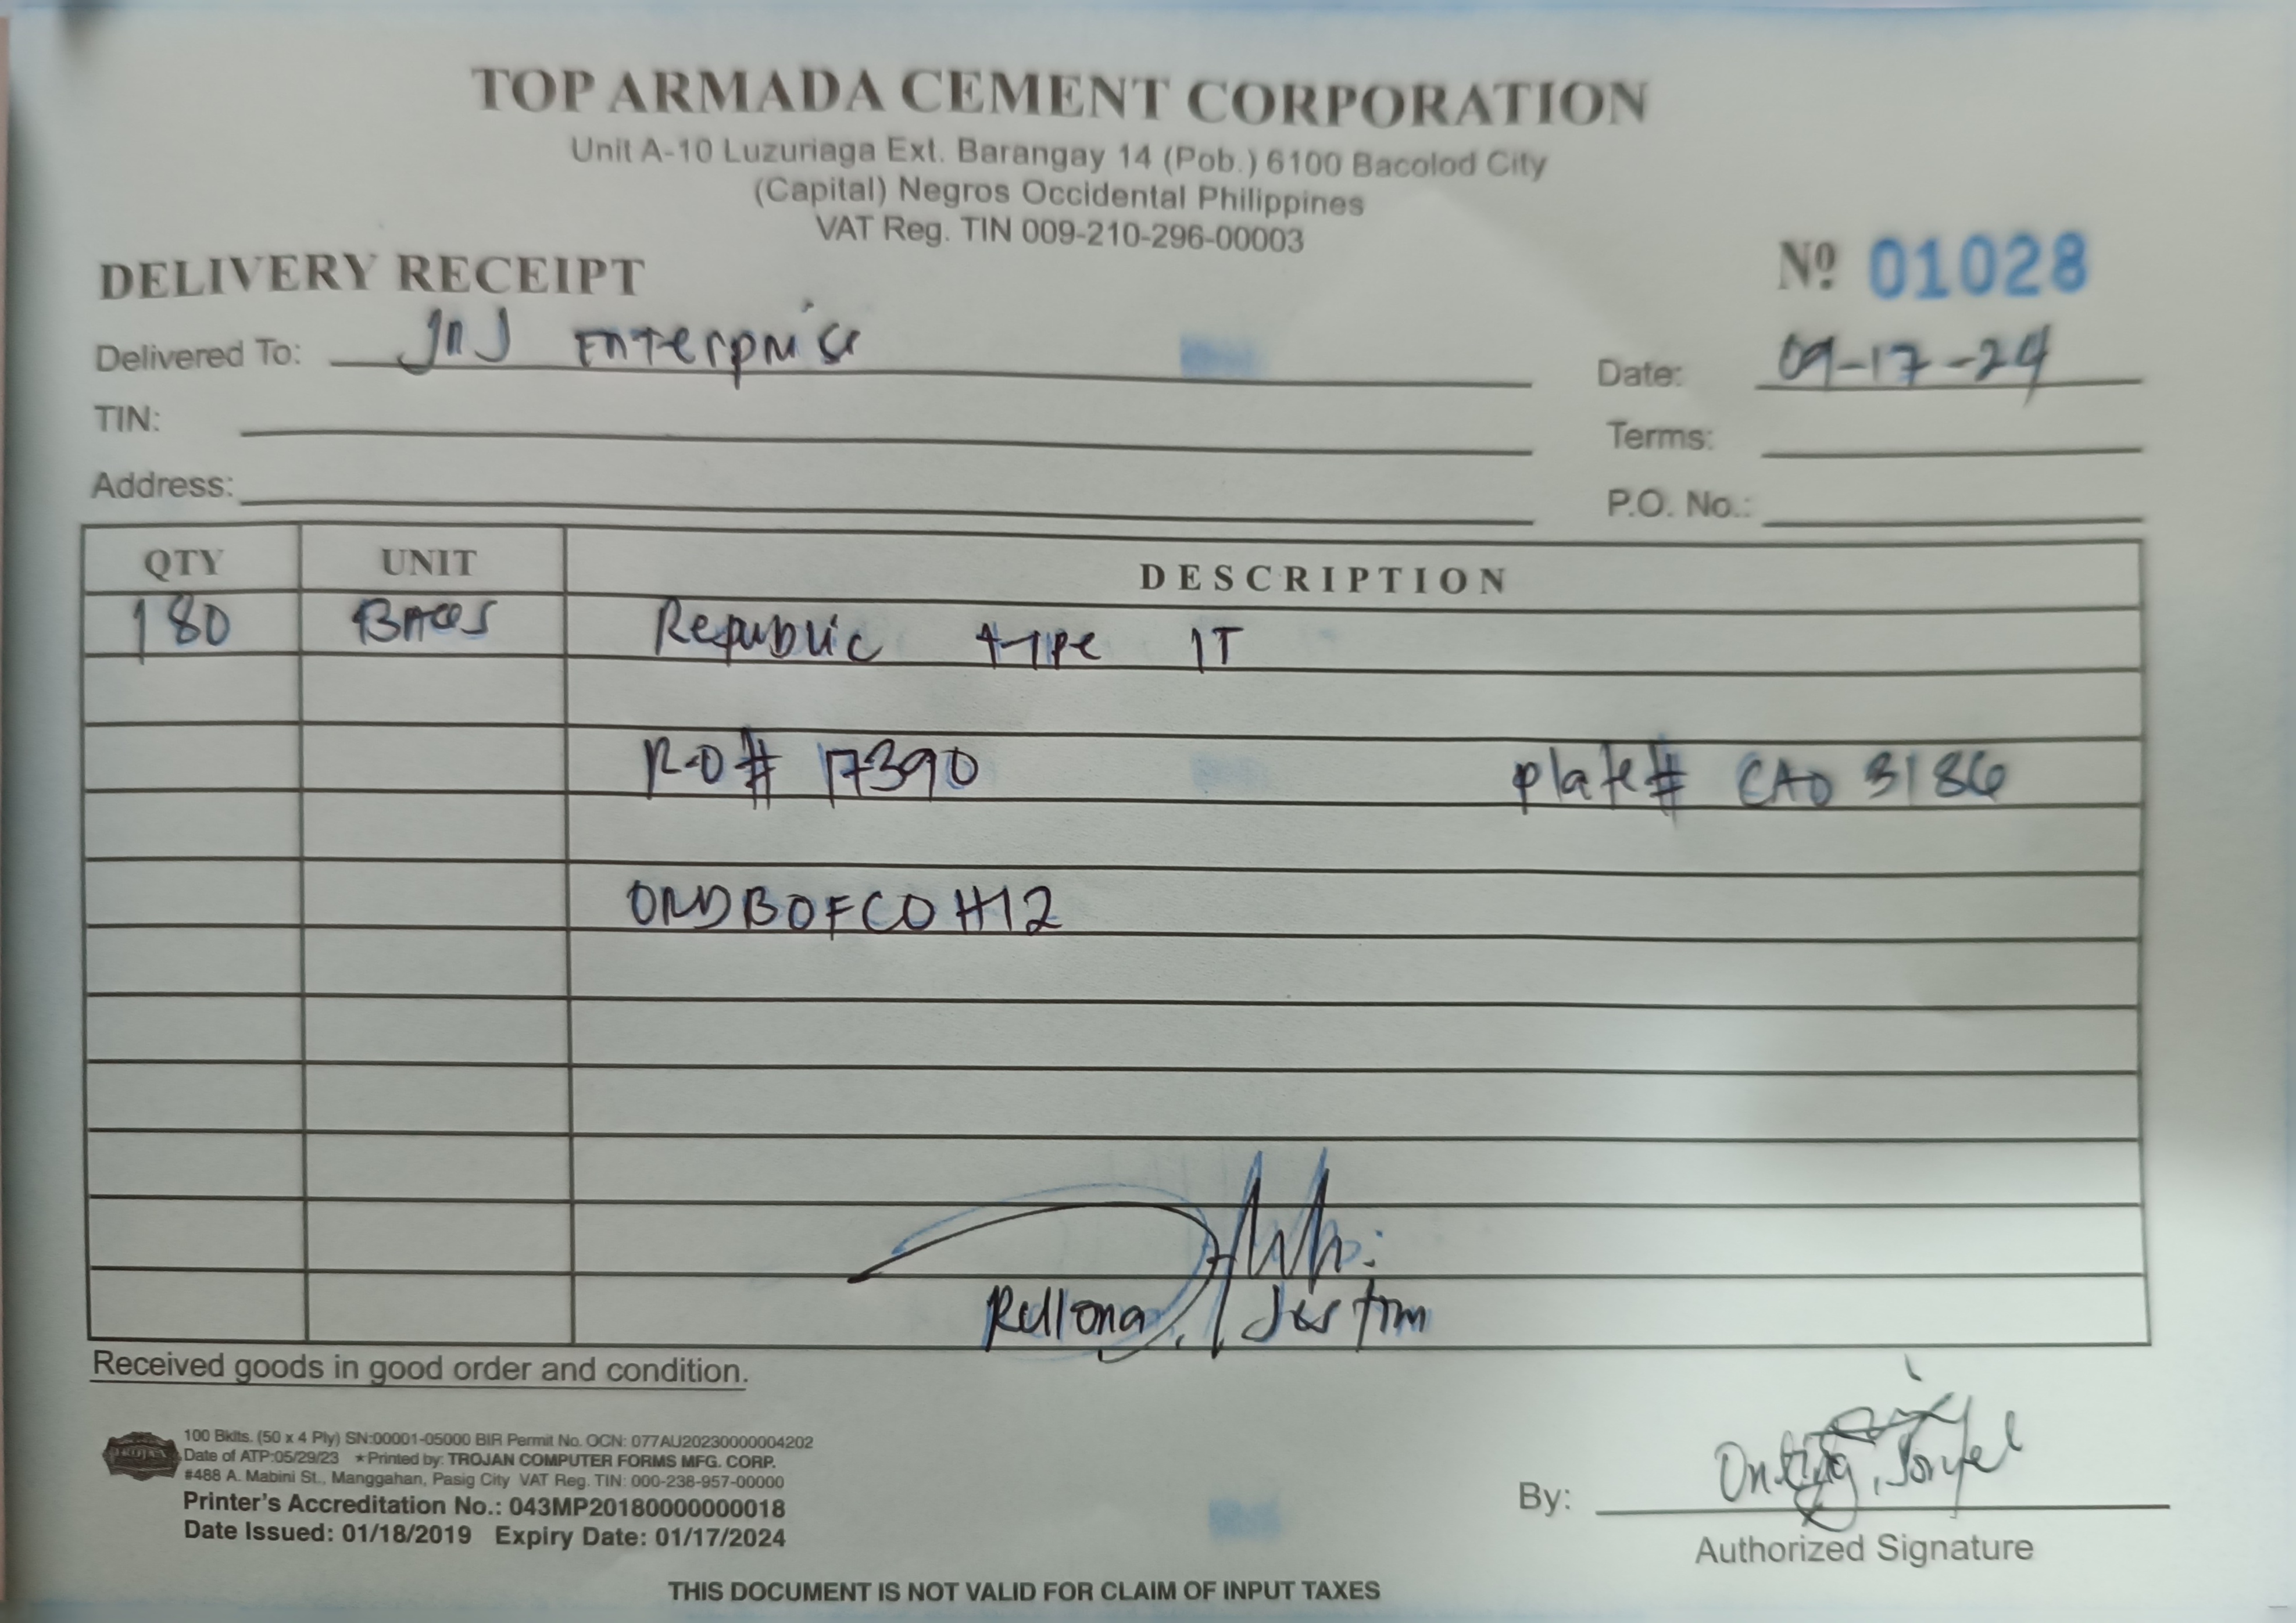 TOP ARMADA CEMENT CORPORATION
Unit A-10 Luzuriaga Ext. Barangay 14 (Pob.) 6100 Bacolod City
(Capital) Negros Occidental Philippines
VAT Reg. TIN 009-210-296-00003
DELIVERY RECEIPT
Nº 01028
Delivered To: JnJ Enterprise
Date: 09-17-24
TIN:
Terms:
Address:
P.O. No.:
QTY UNIT DESCRIPTION
180 BAGS Republic type 1T
R-O# 17390 plate# CAO 3186
Rellona, Jestim
Received goods in good order and condition.
TROJAN
100 Bklts. (50 x 4 Ply) SN:00001-05000 BIR Permit No. OCN: 077AU20230000004202
Date of ATP:05/29/23 ★Printed by: TROJAN COMPUTER FORMS MFG. CORP.
#488 A. Mabini St., Manggahan, Pasig City VAT Reg. TIN: 000-238-957-00000
Printer's Accreditation No.: 043MP20180000000018
Date Issued: 01/18/2019 Expiry Date: 01/17/2024
By:
Authorized Signature
THIS DOCUMENT IS NOT VALID FOR CLAIM OF INPUT TAXES